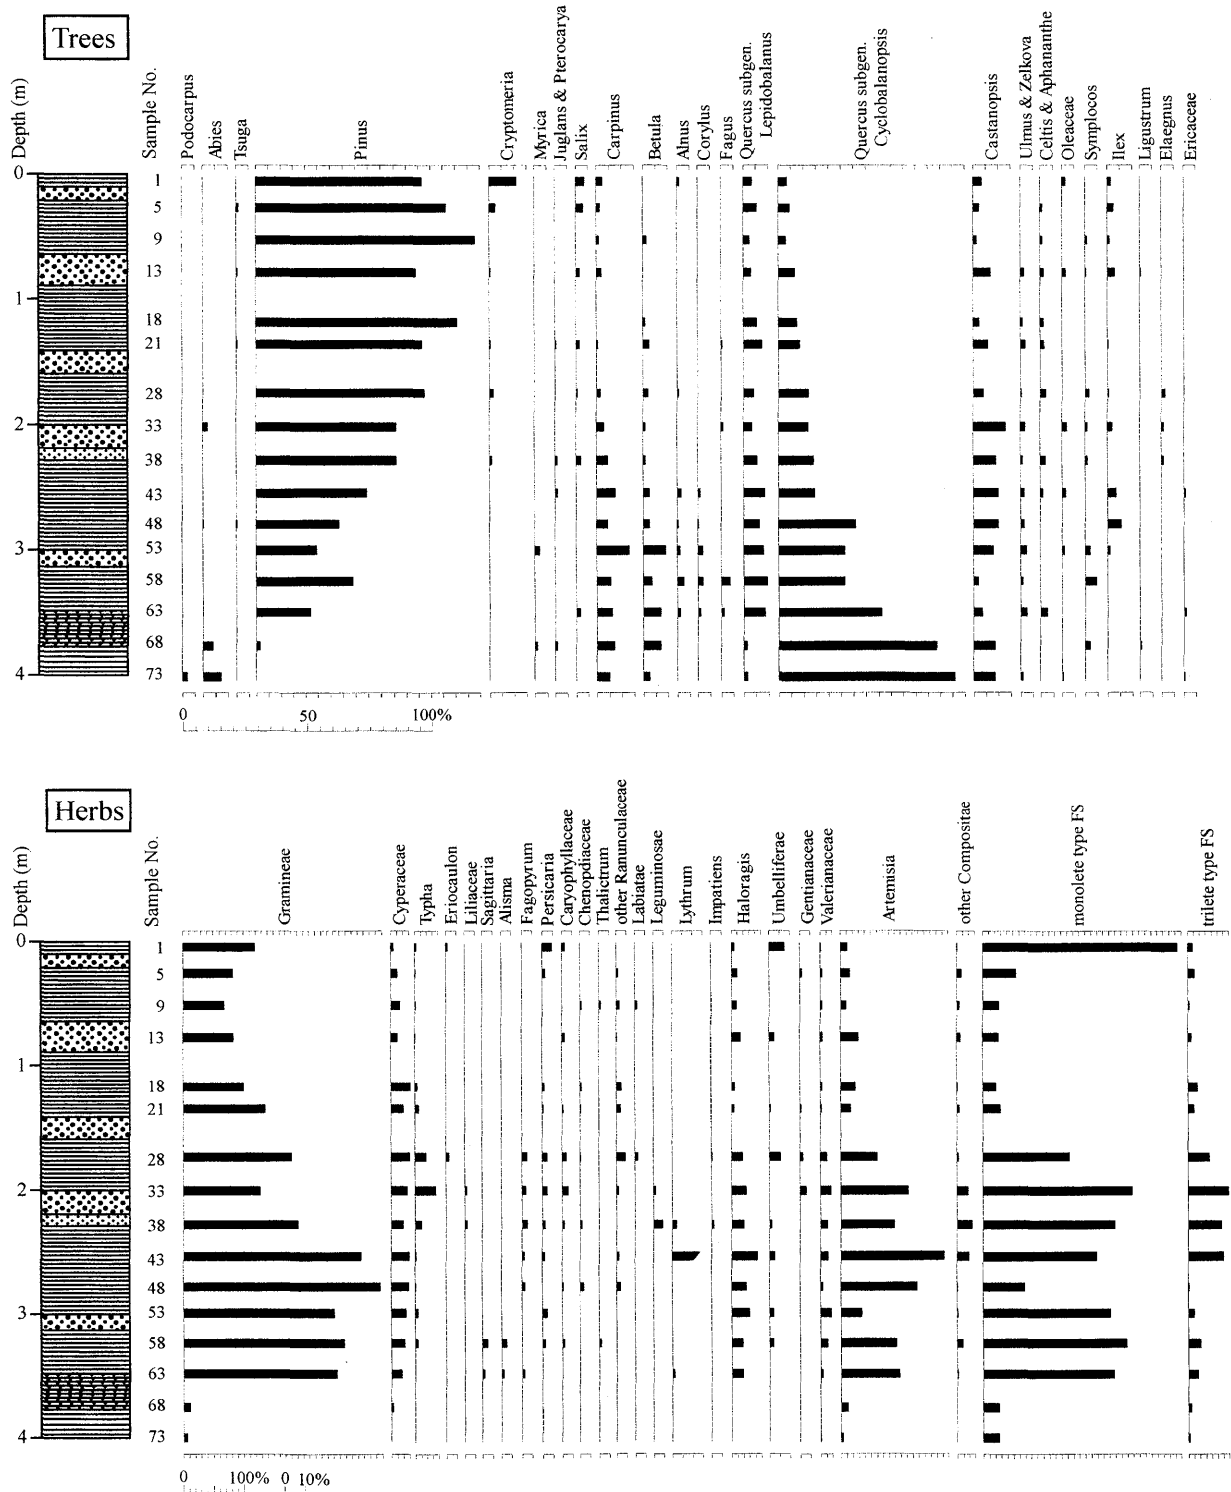 Trees
Depth (m)
Sample No.
Podocarpus
Abies
Tsuga
Pinus
Cryptomeria
Myrica
Juglans & Pterocarya
Salix
Carpinus
Betula
Alnus
Corylus
Fagus
Quercus subgen.
Lepidobalanus
Quercus subgen.
Cyclobalanopsis
Castanopsis
Ulmus & Zelkova
Celtis & Aphananthe
Oleaceae
Symplocos
Ilex
Ligustrum
Elaegnus
Ericaceae
0
1
2
3
4
1
5
9
13
18
21
28
33
38
43
48
53
58
63
68
73
0 50 100%
Herbs
Depth (m)
Sample No.
Gramineae
Cyperaceae
Typha
Eriocaulon
Liliaceae
Sagittaria
Alisma
Fagopyrum
Persicaria
Caryophyllaceae
Chenopdiaceae
Thalictrum
other Ranunculaceae
Labiatae
Leguminosae
Lythrum
Impatiens
Haloragis
Umbelliferae
Gentianaceae
Valerianaceae
Artemisia
other Compositae
monolete type FS
trilete type FS
0
1
2
3
4
1
5
9
13
18
21
28
33
38
43
48
53
58
63
68
73
0 100% 0 10%